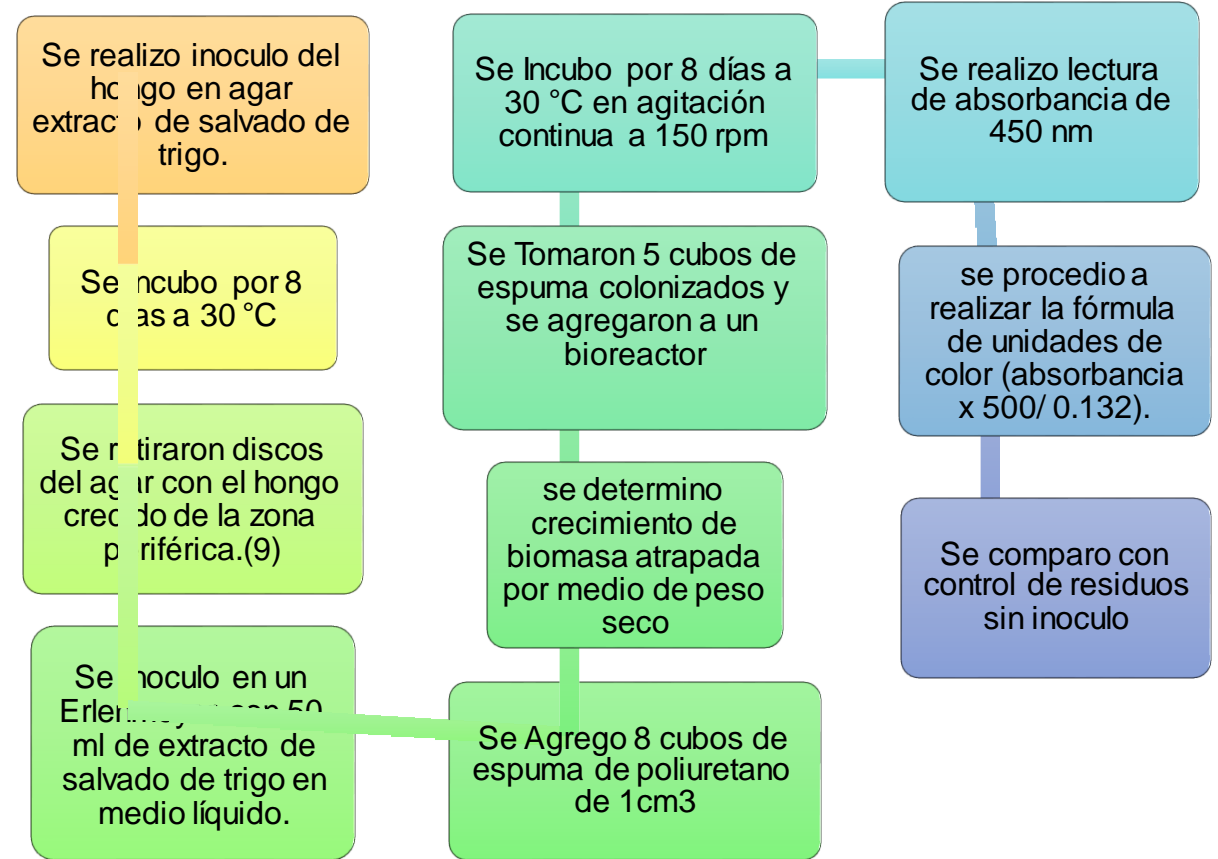 Se realizo inoculo del
hongo en agar
extracto de salvado de
trigo.
Se incubo por 8
días a 30 °C
Se retiraron discos
del agar con el hongo
crecido de la zona
periférica.(9)
Se inoculo en un
Erlenmeyer con 50
ml de extracto de
salvado de trigo en
medio líquido.
Se Agrego 8 cubos de
espuma de poliuretano
de 1cm3
se determino
crecimiento de
biomasa atrapada
por medio de peso
seco
Se Tomaron 5 cubos de
espuma colonizados y
se agregaron a un
bioreactor
Se Incubo por 8 días a
30 °C en agitación
continua a 150 rpm
Se realizo lectura
de absorbancia de
450 nm
se procedio a
realizar la fórmula
de unidades de
color (absorbancia
x 500/ 0.132).
Se comparo con
control de residuos
sin inoculo